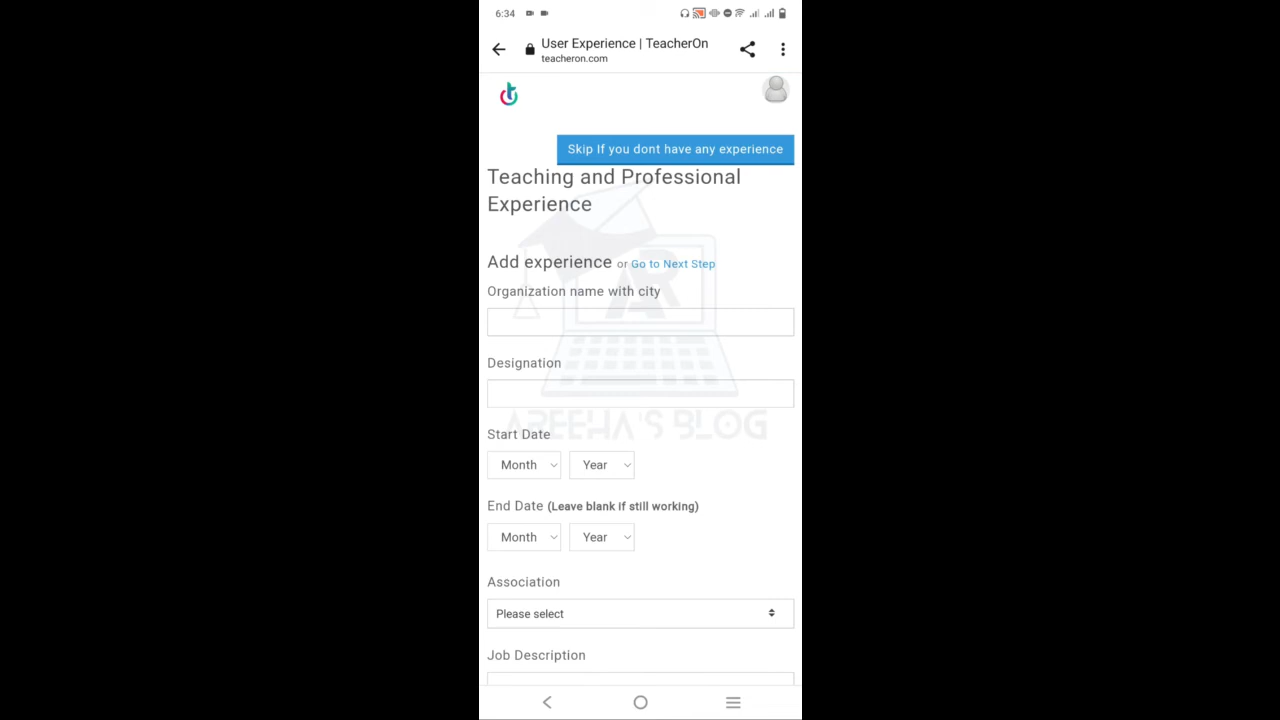 6:34
User Experience | TeacherOn
teacheron.com
Skip If you dont have any experience
Teaching and Professional
Experience
Add experience or Go to Next Step
Organization name with city
Designation
AREEHA'S BLOG
Start Date
Month Year
End Date (Leave blank if still working)
Month Year
Association
Please select
Job Description